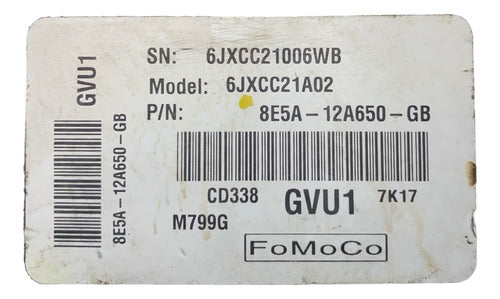 SN: 6JXCC21006WB
Model: 6JXCC21A02
P/N: 8E5A-12A650-GB
GVU1
8E5A-12A650-GB
CD338 GVU1 7K17
M799G
FoMoCo